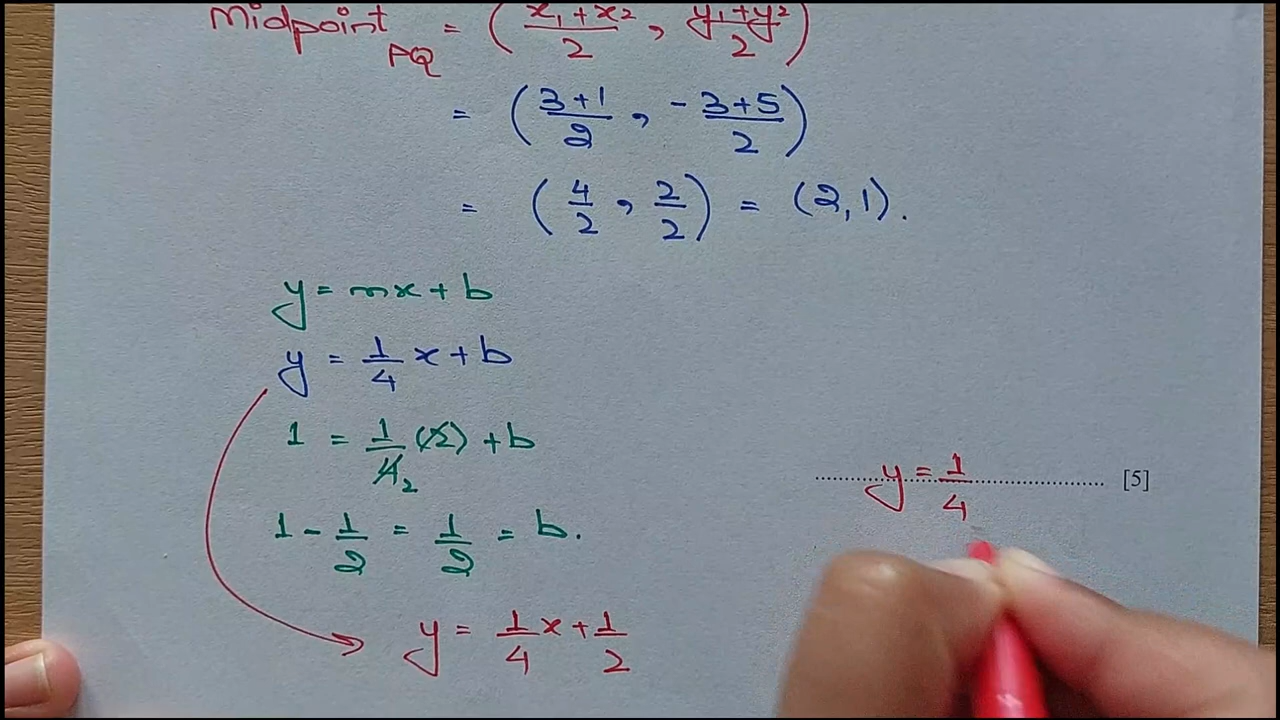 Midpoint PQ = (x₁+x₂/2, y₁+y₂/2)
= (3+1/2, -3+5/2)
= (4/2, 2/2) = (2,1).
y = mx + b
y = 1/4 x + b
1 = 1/4₂ (2) + b
1 - 1/2 = 1/2 = b.
y = 1/4 x + 1/2
y = 1/4 [5]